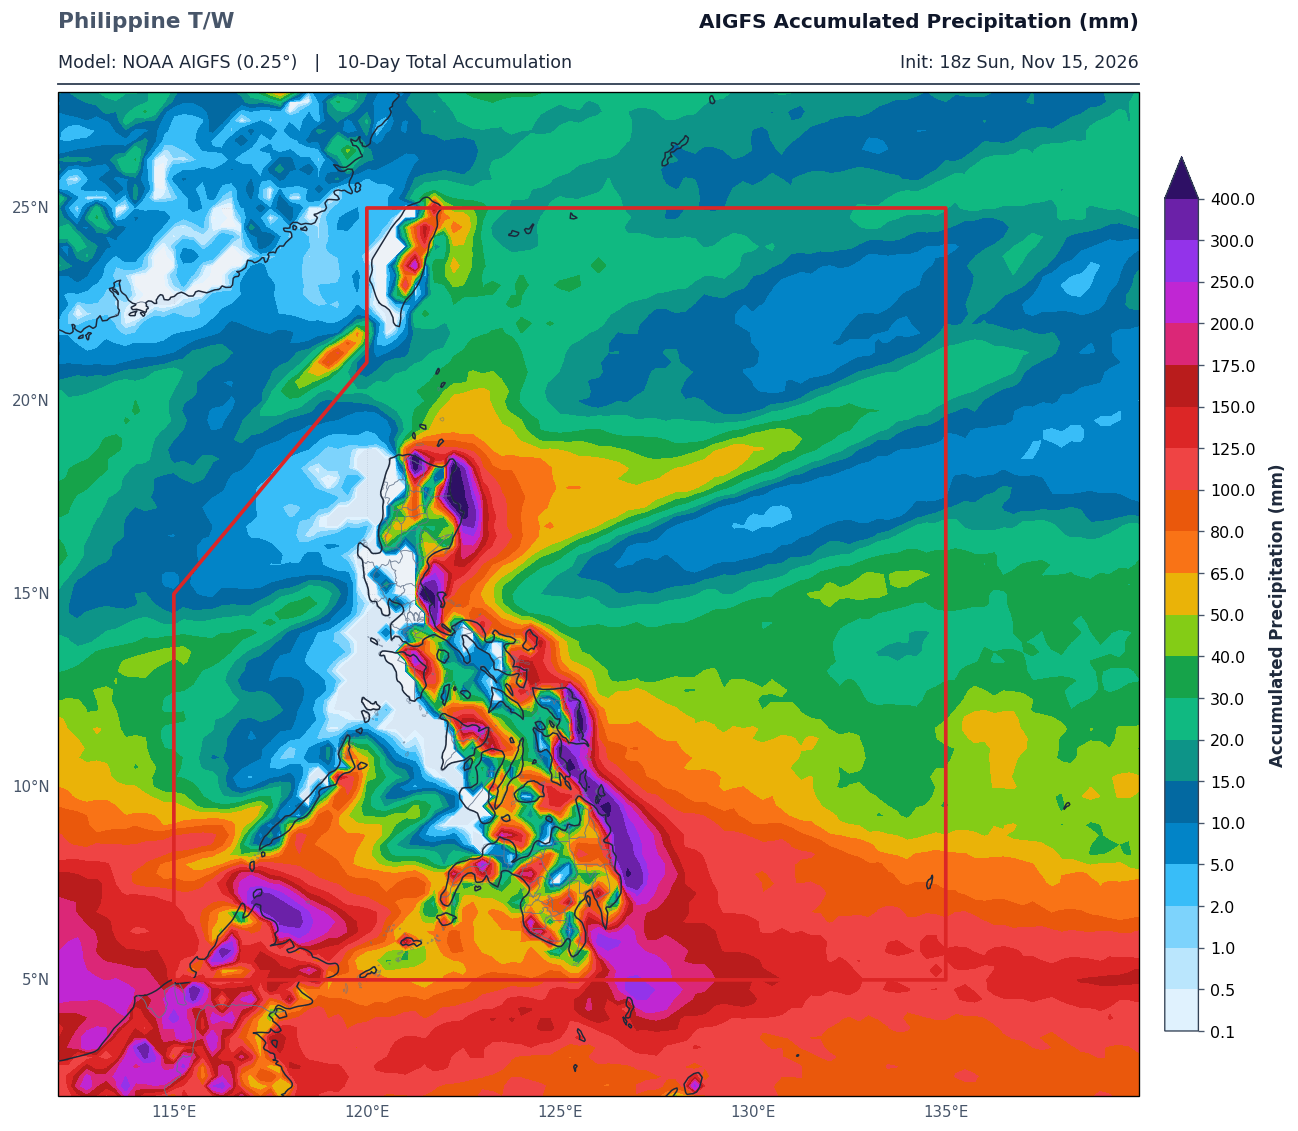 Philippine T/W
AIGFS Accumulated Precipitation (mm)
Model: NOAA AIGFS (0.25°)   |   10-Day Total Accumulation
Init: 18z Sun, Nov 15, 2026
25°N
20°N
15°N
10°N
5°N
115°E
120°E
125°E
130°E
135°E
400.0
300.0
250.0
200.0
175.0
150.0
125.0
100.0
80.0
65.0
50.0
40.0
30.0
20.0
15.0
10.0
5.0
2.0
1.0
0.5
0.1
Accumulated Precipitation (mm)